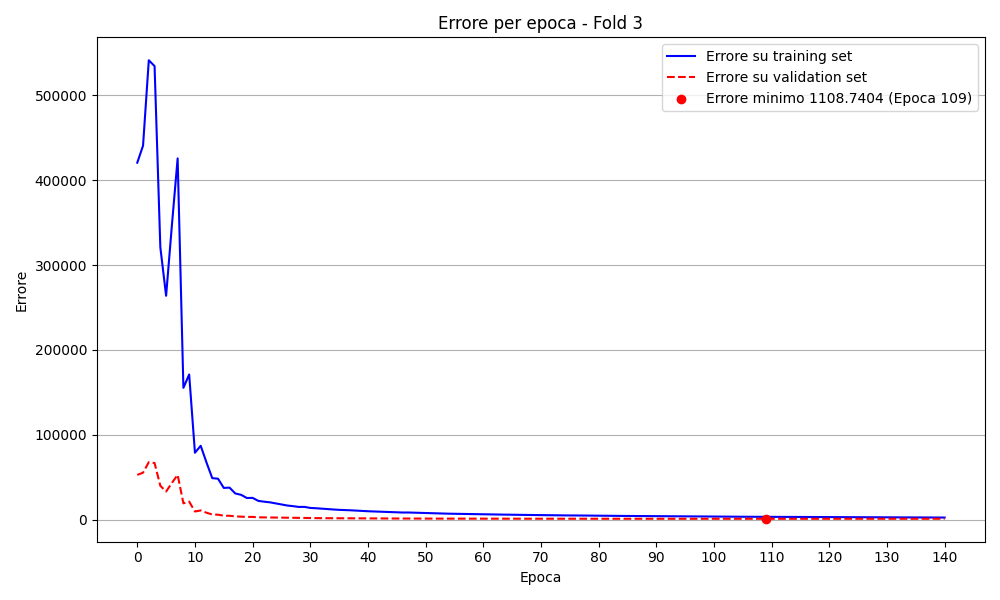 Errore per epoca - Fold 3
Errore su training set
Errore su validation set
Errore minimo 1108.7404 (Epoca 109)
Errore
500000
400000
300000
200000
100000
0
0 10 20 30 40 50 60 70 80 90 100 110 120 130 140
Epoca